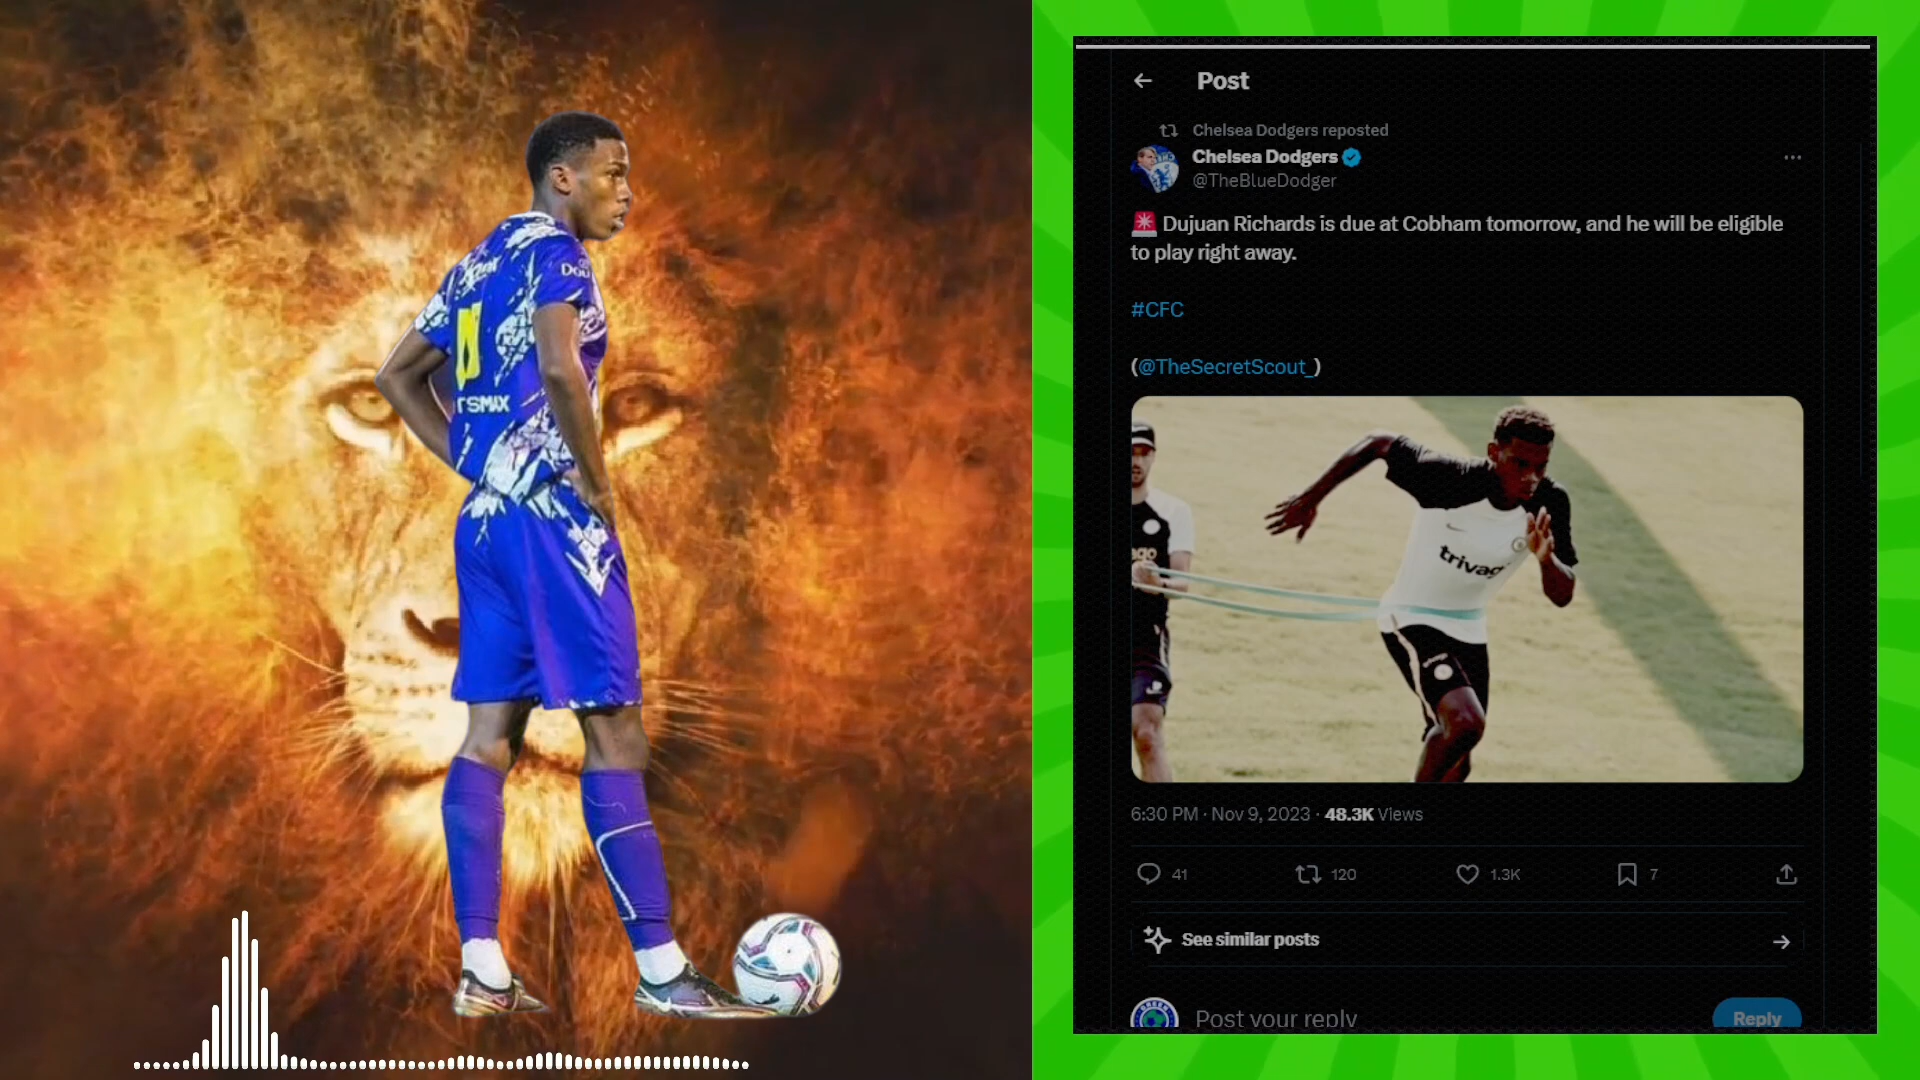 Post
Chelsea Dodgers reposted
Chelsea Dodgers
@TheBlueDodger
Dujuan Richards is due at Cobham tomorrow, and he will be eligible
to play right away.
#CFC
(@TheSecretScout_)
trivag
6:30 PM · Nov 9, 2023 · 48.3K Views
41 120 1.3K 7
See similar posts
Post your reply
Reply
TSMAX